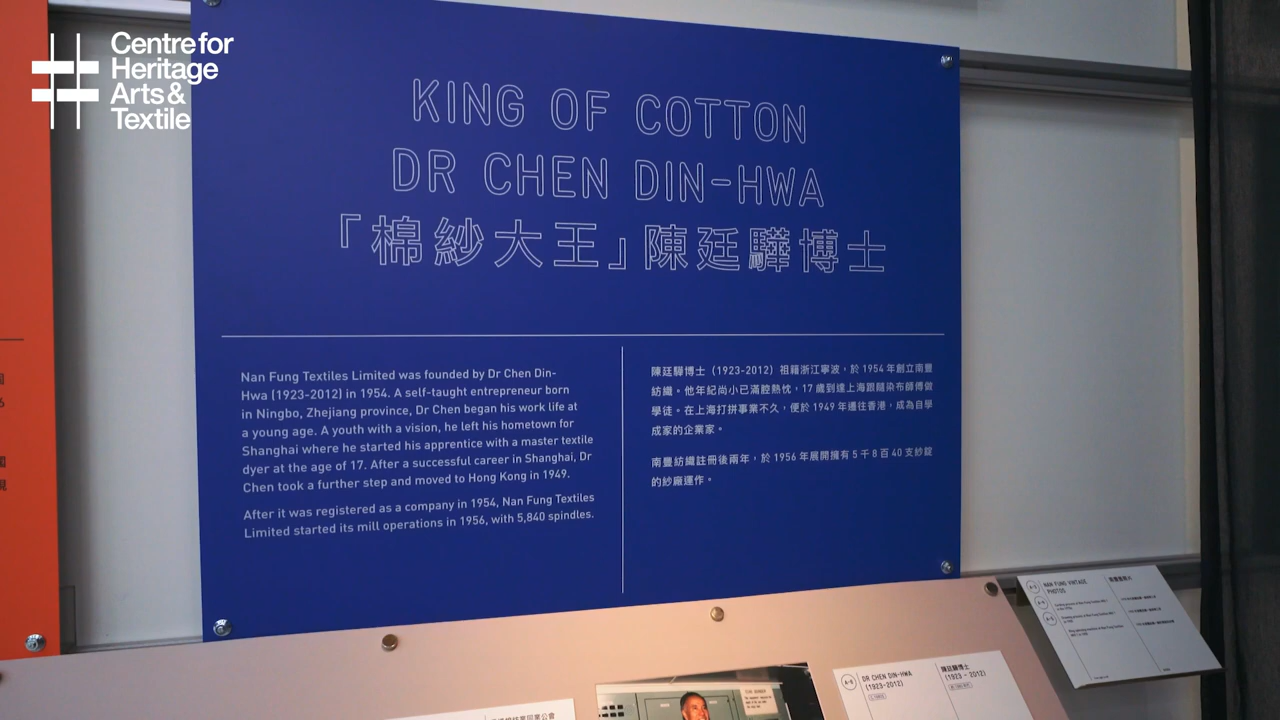 Centre for
Heritage
Arts &
Textile
KING OF COTTON
DR CHEN DIN-HWA
「棉紗大王」陳廷驊博士
Nan Fung Textiles Limited was founded by Dr Chen Din-
Hwa (1923-2012) in 1954. A self-taught entrepreneur born
in Ningbo, Zhejiang province, Dr Chen began his work life at
a young age. A youth with a vision, he left his hometown for
Shanghai where he started his apprentice with a master textile
dyer at the age of 17. After a successful career in Shanghai, Dr
Chen took a further step and moved to Hong Kong in 1949.
After it was registered as a company in 1954, Nan Fung Textiles
Limited started its mill operations in 1956, with 5,840 spindles.
陳廷驊博士（1923-2012）祖籍浙江寧波，於 1954 年創立南豐
紡織。他年紀尚小已滿腔熱忱，17 歲到達上海跟隨染布師傅做
學徒。在上海打拼事業不久，便於 1949 年遷往香港，成為自學
成家的企業家。
南豐紡織註冊後兩年，於 1956 年展開擁有 5 千 8 百 40 支紗錠
的紗廠運作。
NAN FUNG VINTAGE
PHOTOS
DR CHEN DIN-HWA
(1923-2012)
陳廷驊博士
(1923 - 2012)